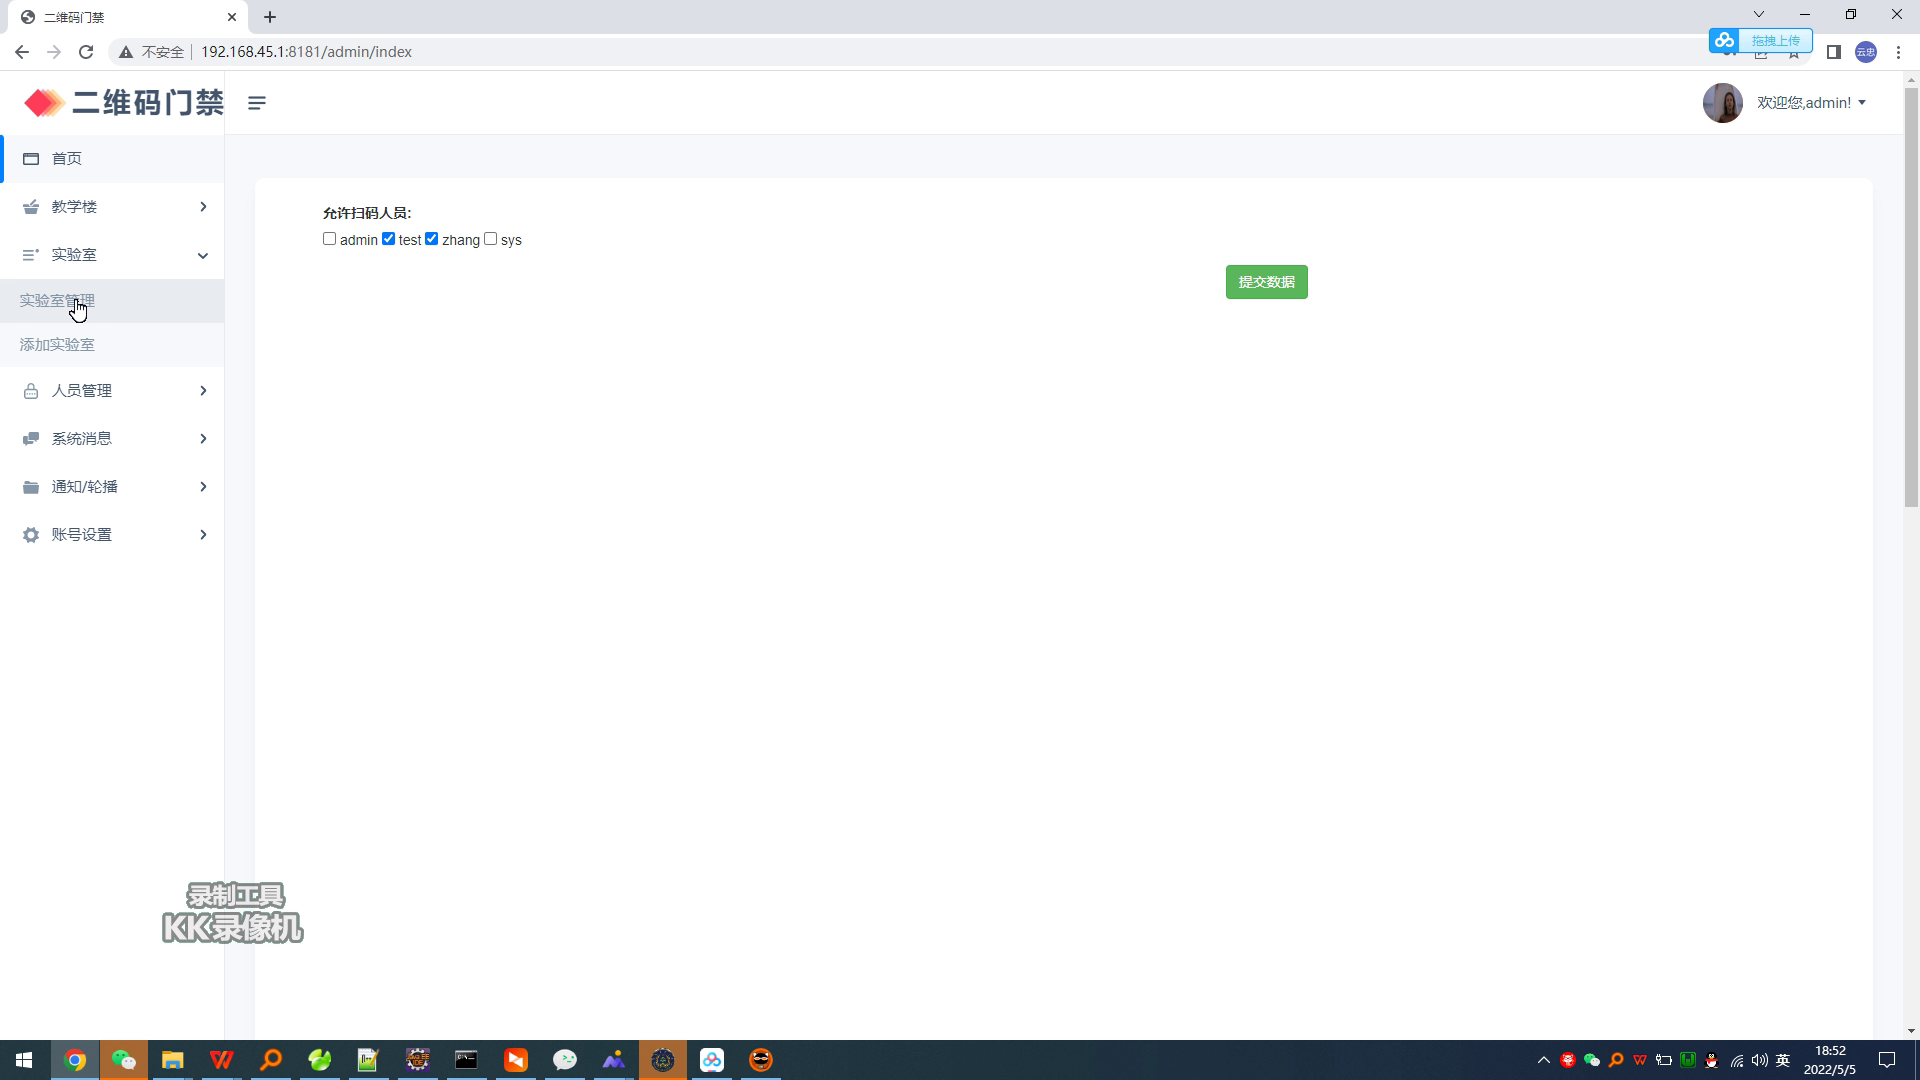 二维码门禁
不安全 192.168.45.1:8181/admin/index
拖拽上传
云忠
二维码门禁
欢迎您,admin!
首页
教学楼
实验室
实验室管理
添加实验室
人员管理
系统消息
通知/轮播
账号设置
允许扫码人员:
admin test zhang sys
提交数据
录制工具
KK录像机
英
18:52
2022/5/5